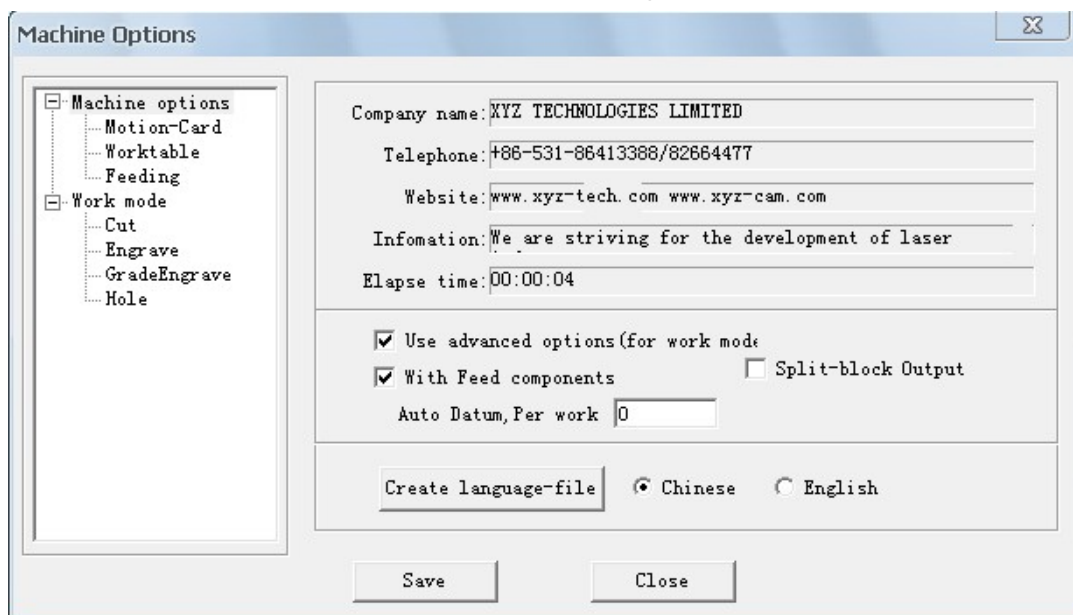 Machine Options
Machine options
Motion-Card
Worktable
Feeding
Work mode
Cut
Engrave
GradeEngrave
Hole
Company name: XYZ TECHNOLOGIES LIMITED
Telephone: +86-531-86413388/82664477
Website: www.xyz-tech.com www.xyz-cam.com
Infomation: We are striving for the development of laser
Elapse time: 00:00:04
Use advanced options(for work mode
With Feed components
Split-block Output
Auto Datum,Per work 0
Create language-file Chinese English
Save Close